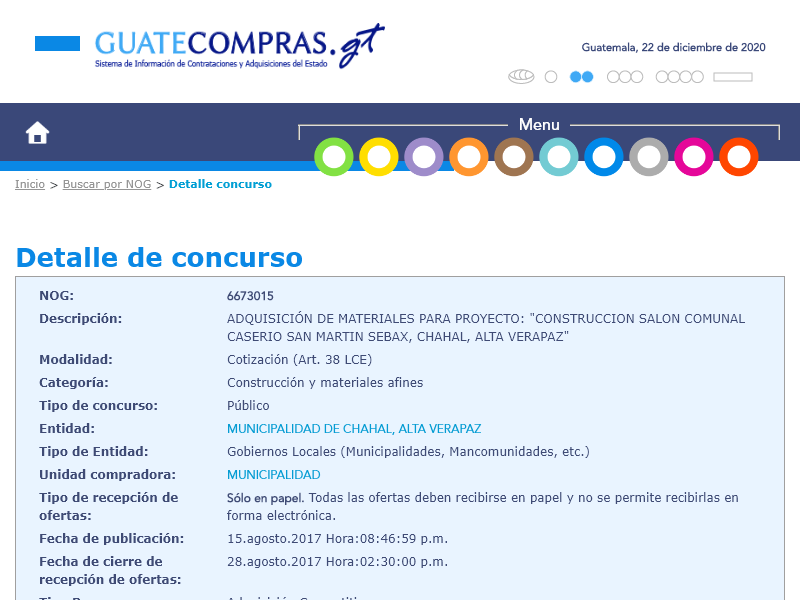 GUATECOMPRAS.gt
Sistema de Información de Contrataciones y Adquisiciones del Estado
Guatemala, 22 de diciembre de 2020
Menu
Inicio > Buscar por NOG > Detalle concurso
Detalle de concurso
NOG: 6673015
Descripción: ADQUISICIÓN DE MATERIALES PARA PROYECTO: "CONSTRUCCION SALON COMUNAL
CASERIO SAN MARTIN SEBAX, CHAHAL, ALTA VERAPAZ"
Modalidad: Cotización (Art. 38 LCE)
Categoría: Construcción y materiales afines
Tipo de concurso: Público
Entidad: MUNICIPALIDAD DE CHAHAL, ALTA VERAPAZ
Tipo de Entidad: Gobiernos Locales (Municipalidades, Mancomunidades, etc.)
Unidad compradora: MUNICIPALIDAD
Tipo de recepción de
ofertas:
Sólo en papel. Todas las ofertas deben recibirse en papel y no se permite recibirlas en
forma electrónica.
Fecha de publicación: 15.agosto.2017 Hora:08:46:59 p.m.
Fecha de cierre de
recepción de ofertas:
28.agosto.2017 Hora:02:30:00 p.m.